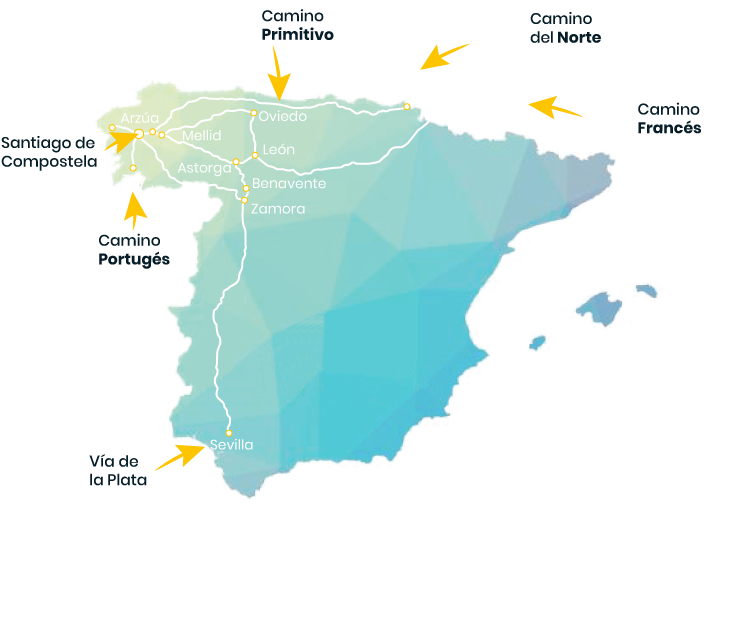 Camino
Primitivo
Camino
del Norte
Camino
Francés
Arzúa
Oviedo
Santiago de
Compostela
Mellid
León
Astorga
Benavente
Zamora
Camino
Portugés
Sevilla
Vía de
la Plata